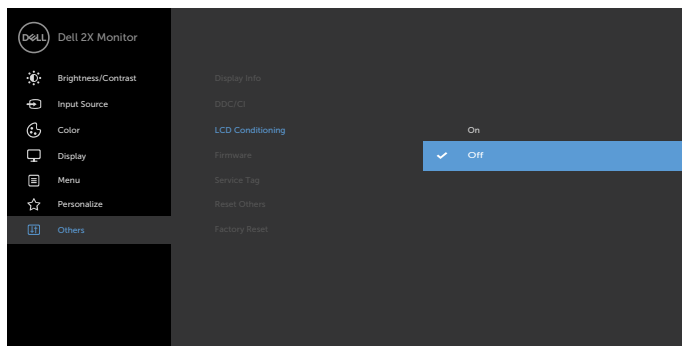 DELL Dell 2X Monitor
Brightness/Contrast
Input Source
Color
Display
Menu
Personalize
Others
Display Info
DDC/CI
LCD Conditioning
Firmware
Service Tag
Reset Others
Factory Reset
On
Off